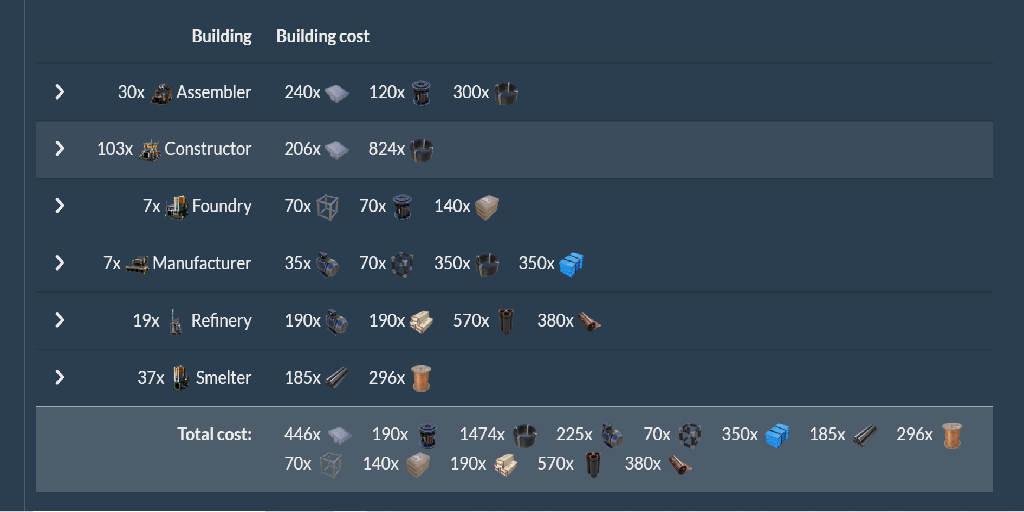 Building Building cost
30x Assembler 240x 120x 300x
103x Constructor 206x 824x
7x Foundry 70x 70x 140x
7x Manufacturer 35x 70x 350x 350x
19x Refinery 190x 190x 570x 380x
37x Smelter 185x 296x
Total cost: 446x 190x 1474x 225x 70x 350x 185x 296x
70x 140x 190x 570x 380x